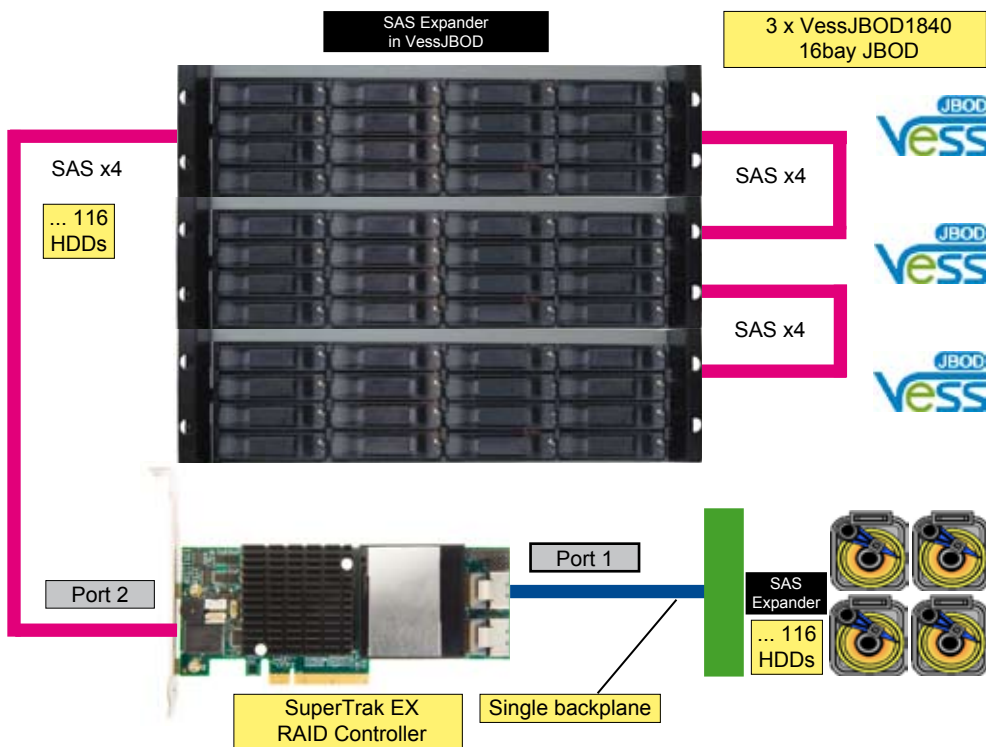 SAS Expander
in VessJBOD
3 x VessJBOD1840
16bay JBOD
JBOD
Vess
SAS x4
SAS x4
... 116
HDDs
JBOD
Vess
SAS x4
JBOD
Vess
Port 1
Port 2
SAS
Expander
... 116
HDDs
SuperTrak EX
RAID Controller
Single backplane